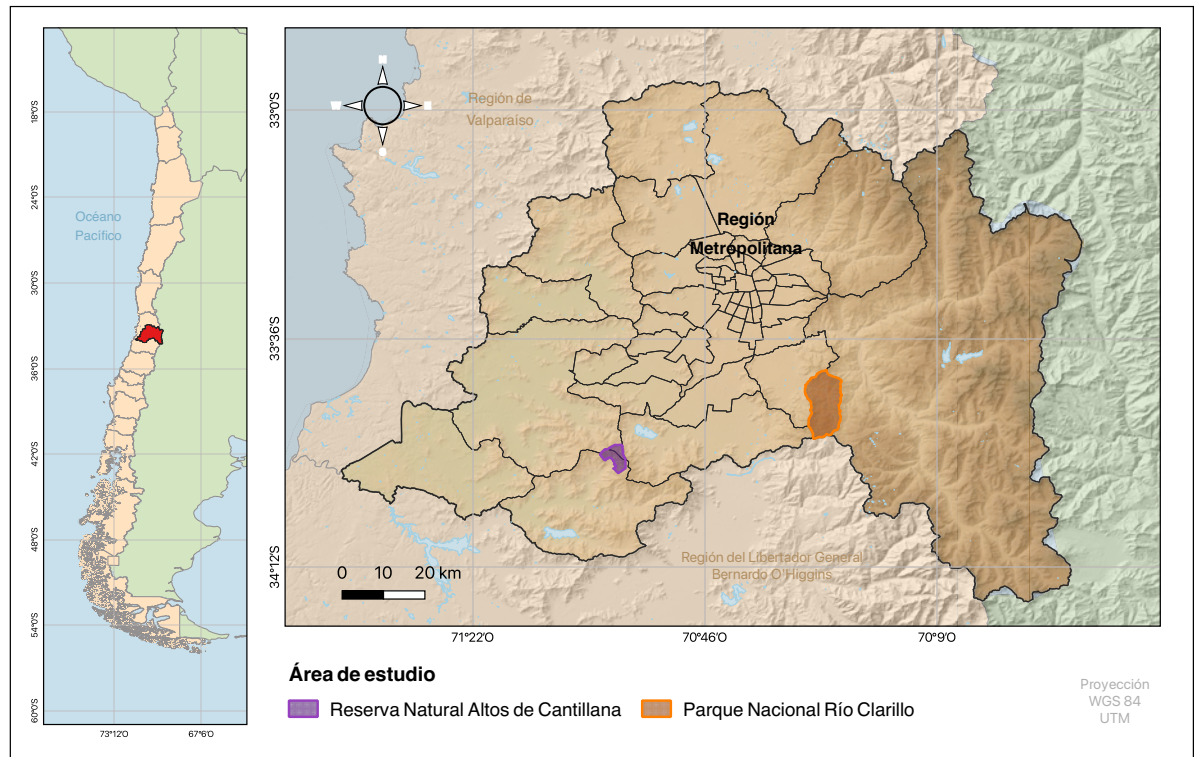 18°0'S
24°0'S
30°0'S
36°0'S
42°0'S
48°0'S
54°0'S
60°0'S
73°12'O
67°6'O
Océano
Pacífico
33°0'S
33°36'S
34°12'S
71°22'O
70°46'O
70°9'O
Región de
Valparaíso
Región
Metropolitana
Región del Libertador General
Bernardo O'Higgins
0 10 20 km
Área de estudio
Reserva Natural Altos de Cantillana
Parque Nacional Río Clarillo
Proyección
WGS 84
UTM